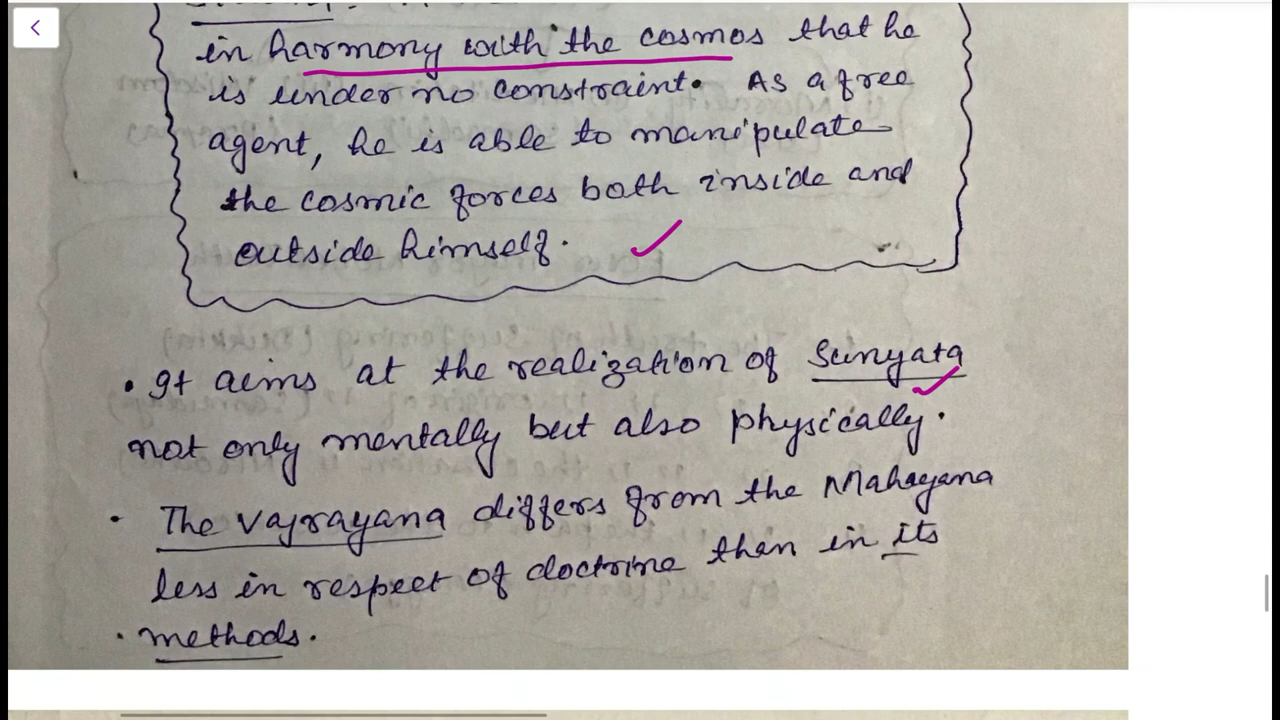 in harmony with the cosmos that he
is under no constraint. As a free
agent, he is able to manipulate
the cosmic forces both inside and
outside himself.
• It aims at the realization of Sunyata
not only mentally but also physically.
• The Vajrayana differs from the Mahayana
less in respect of doctrine than in its
• methods.